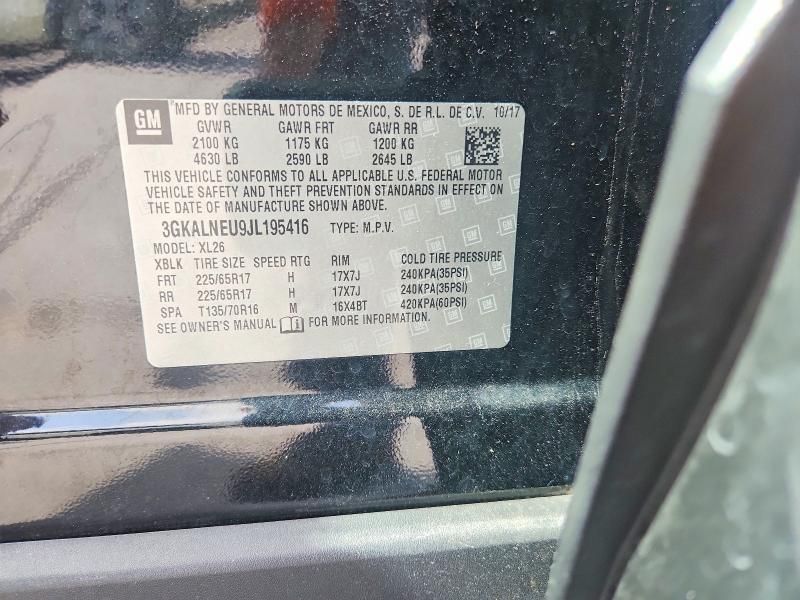 GM MFD BY GENERAL MOTORS DE MEXICO, S. DE R.L. DE C.V. 10/17
GVWR GAWR FRT GAWR RR
2100 KG 1175 KG 1200 KG
4630 LB 2590 LB 2645 LB
THIS VEHICLE CONFORMS TO ALL APPLICABLE U.S. FEDERAL MOTOR
VEHICLE SAFETY AND THEFT PREVENTION STANDARDS IN EFFECT ON
THE DATE OF MANUFACTURE SHOWN ABOVE.
3GKALNEU9JL195416 TYPE: M.P.V.
MODEL: XL26
XBLK TIRE SIZE SPEED RTG RIM COLD TIRE PRESSURE
FRT 225/65R17 H 17X7J 240KPA(35PSI)
RR 225/65R17 H 17X7J 240KPA(35PSI)
SPA T135/70R16 M 16X4BT 420KPA(60PSI)
SEE OWNER'S MANUAL FOR MORE INFORMATION.